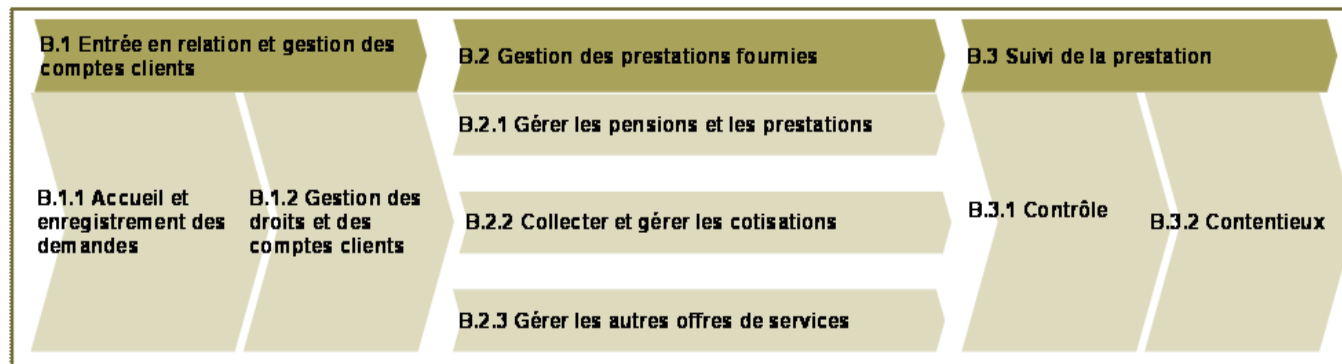 B.1 Entrée en relation et gestion des
comptes clients
B.2 Gestion des prestations fournies
B.3 Suivi de la prestation
B.1.1 Accueil et
enregistrement des
demandes
B.1.2 Gestion des
droits et des
comptes clients
B.2.1 Gérer les pensions et les prestations
B.2.2 Collecter et gérer les cotisations
B.2.3 Gérer les autres offres de services
B.3.1 Contrôle
B.3.2 Contentieux